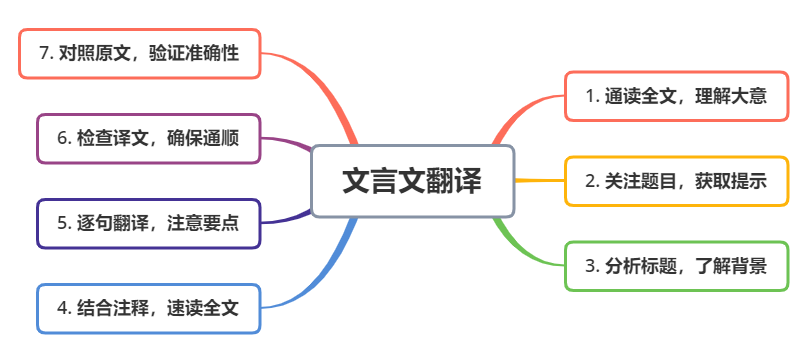 文言文翻译
1. 通读全文，理解大意
2. 关注题目，获取提示
3. 分析标题，了解背景
4. 结合注释，速读全文
5. 逐句翻译，注意要点
6. 检查译文，确保通顺
7. 对照原文，验证准确性